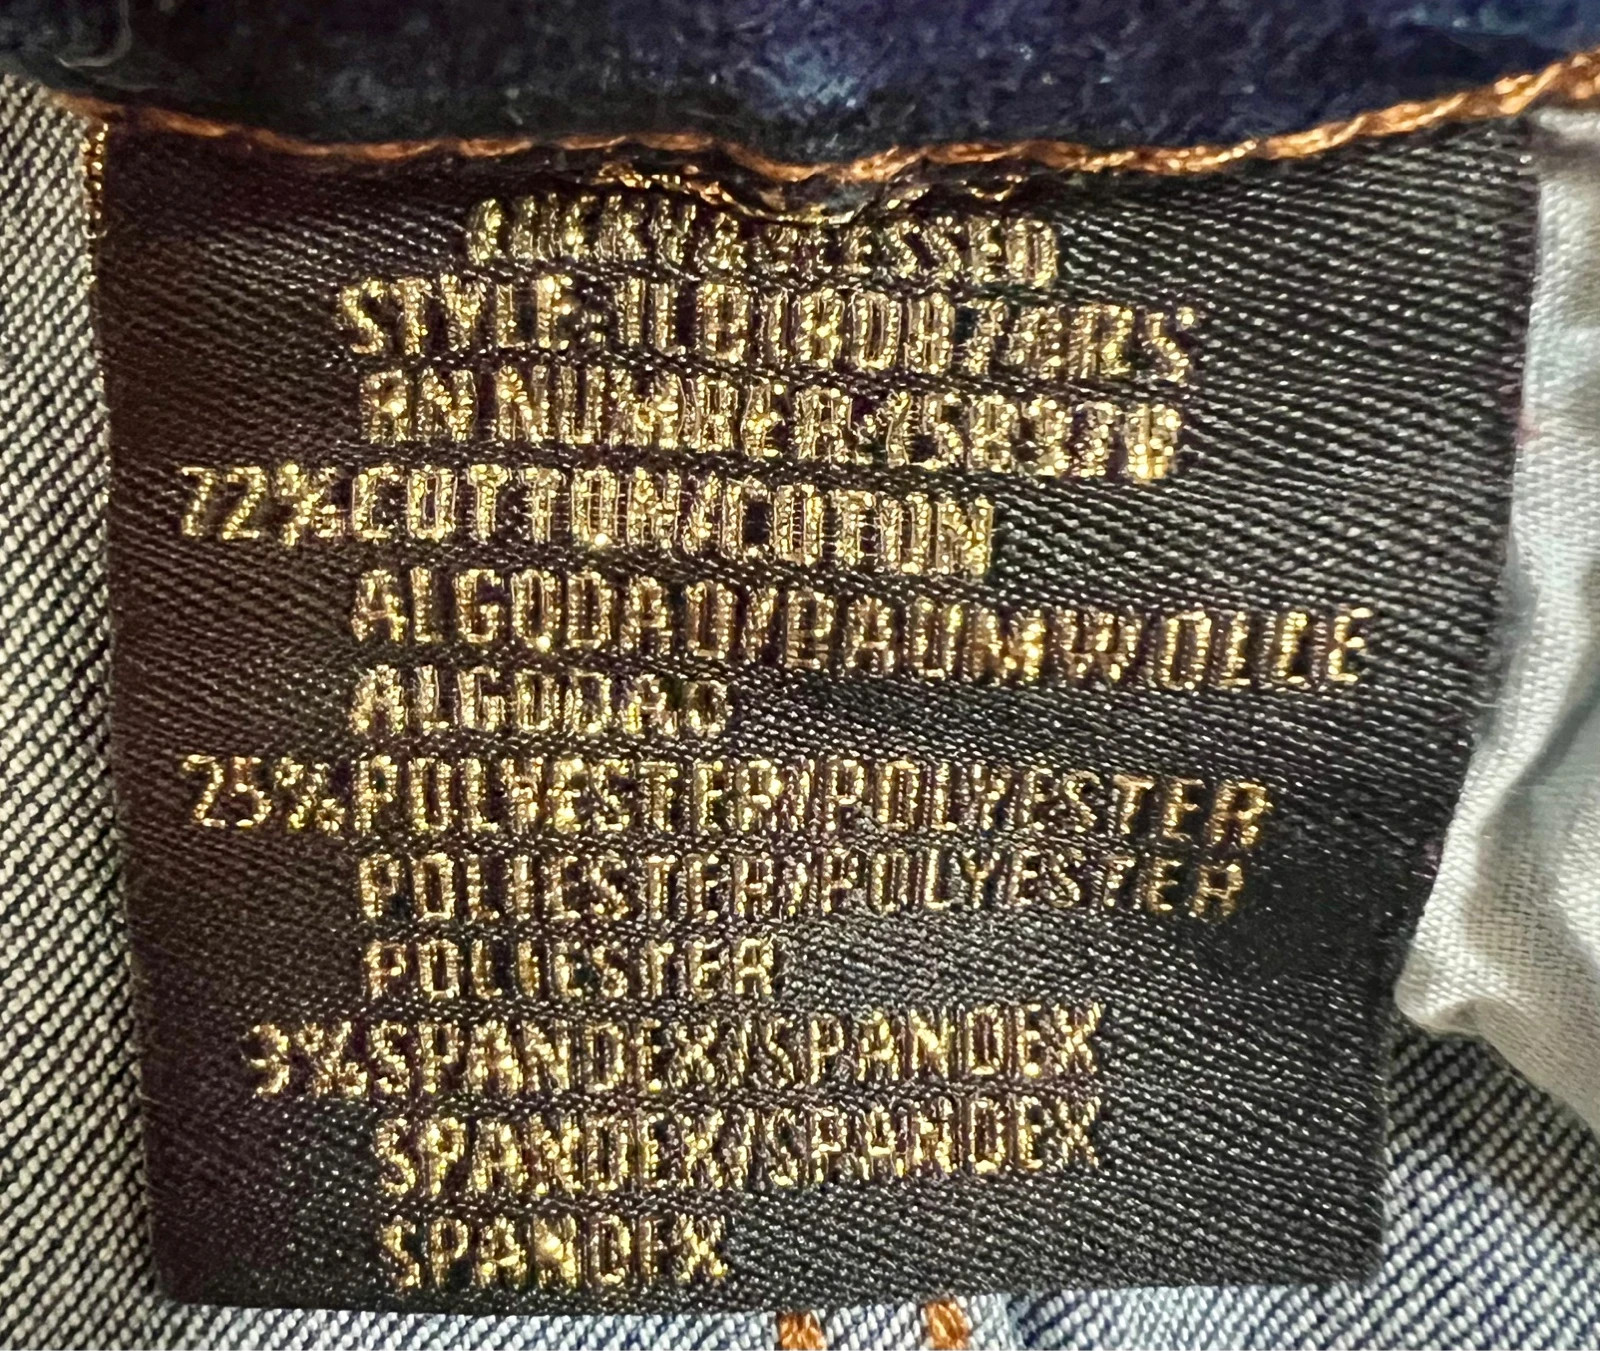 STYLE:
RN NUMBER:158370
72%COTTON/COTON
ALGODAO/BAUMWOLLE
ALGODAO
25%POLYESTER/POLYESTER
POLIESTER/POLYESTER
POLIESTER
3%SPANDEX/SPANDEX
SPANDEX/SPANDEX
SPANDEX